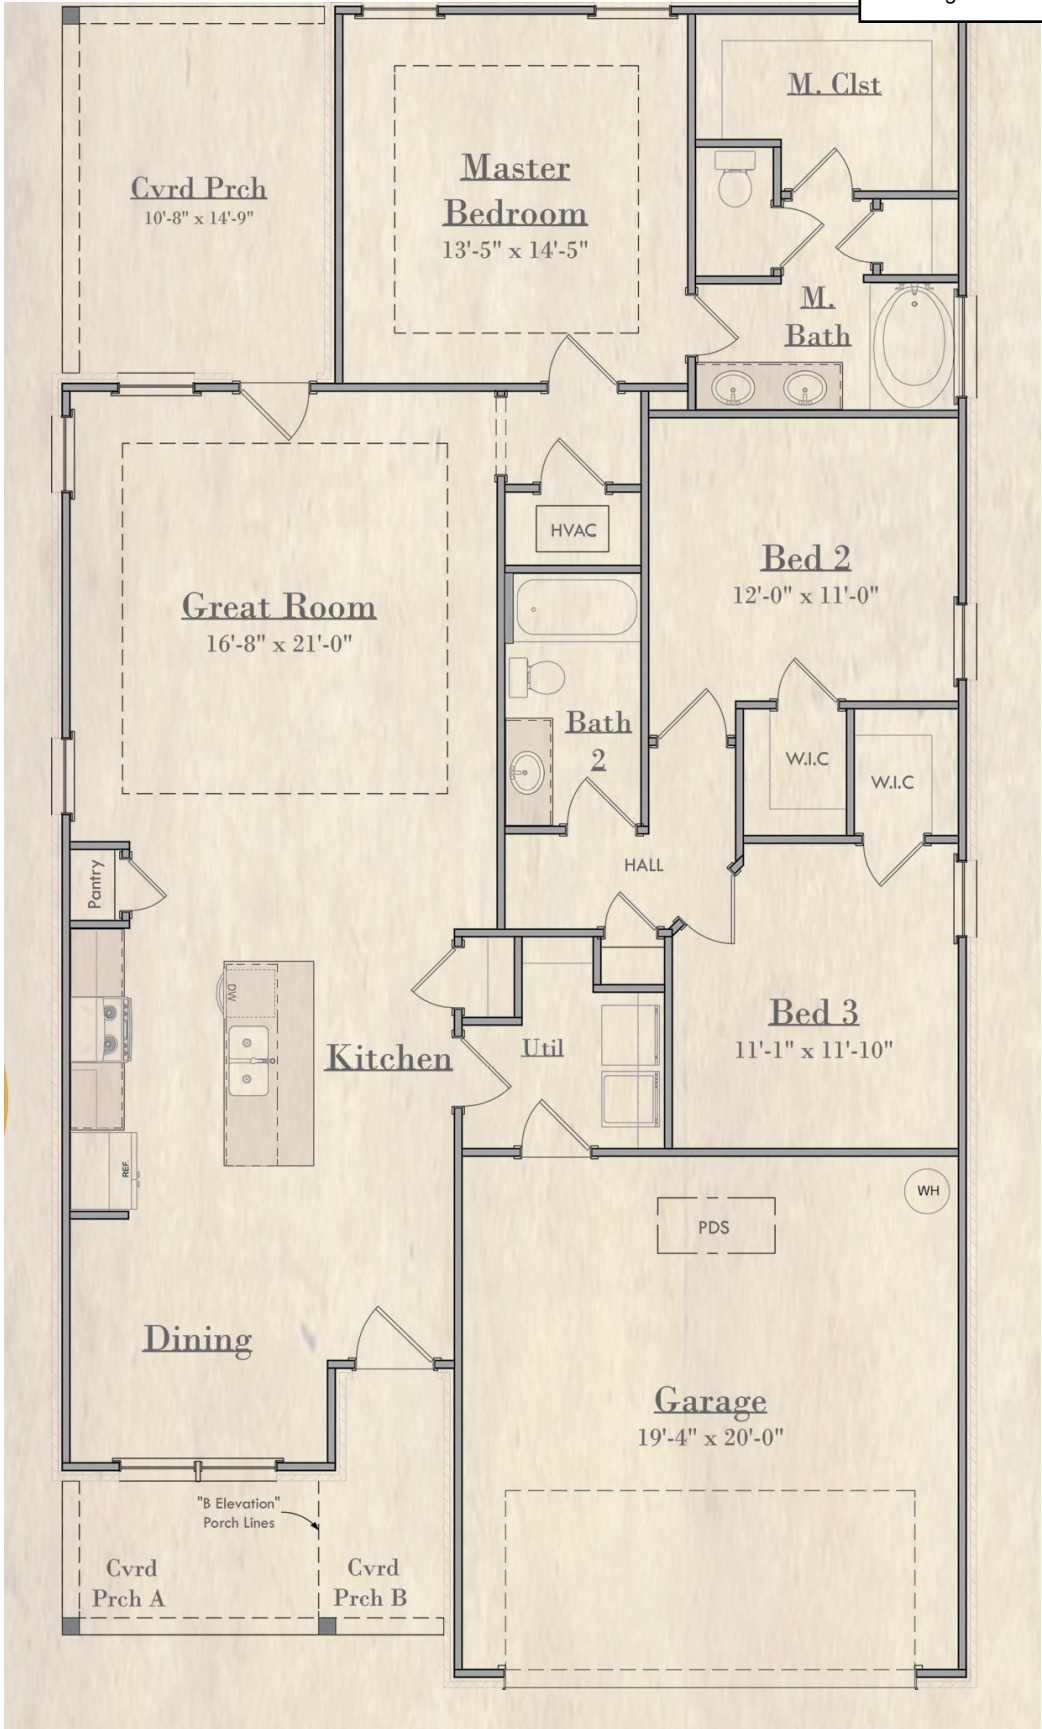 M. Clst
Master
Bedroom
13'-5" x 14'-5"
Cvrd Prch
10'-8" x 14'-9"
M.
Bath
HVAC
Bed 2
12'-0" x 11'-0"
Great Room
16'-8" x 21'-0"
Bath
2
W.I.C
W.I.C
HALL
Pantry
DW
Bed 3
11'-1" x 11'-10"
Util
Kitchen
REF.
WH
PDS
Dining
Garage
19'-4" x 20'-0"
"B Elevation"
Porch Lines
Cvrd
Prch A
Cvrd
Prch B